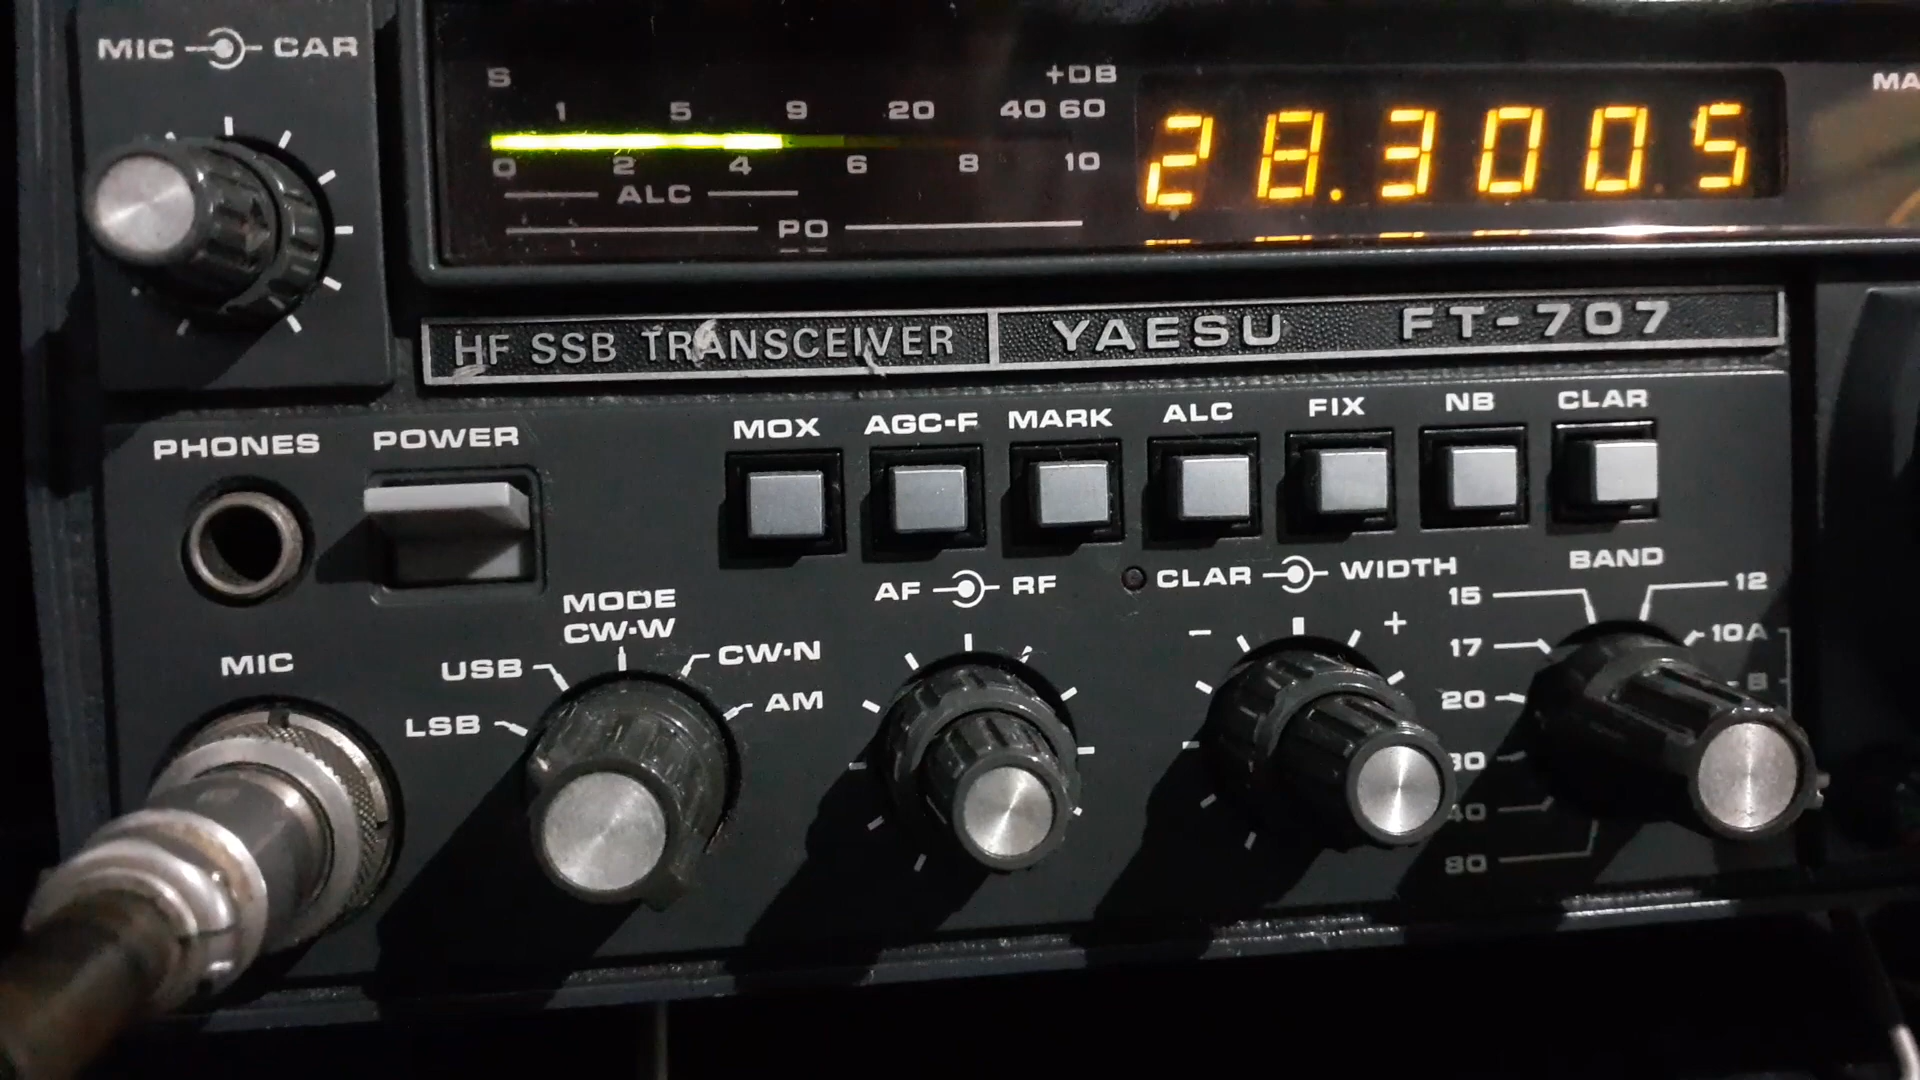 MIC CAR
S +DB
1 5 9 20 40 60
0 2 4 6 8 10
ALC
PO
28.3005
MA
HF SSB TRANSCEIVER YAESU FT-707
PHONES POWER
MOX AGC-F MARK ALC FIX NB CLAR
MODE
CW·W
USB CW·N
LSB AM
AF RF
CLAR WIDTH
- +
BAND
15 12
17 10A
20 B
30
40
80
MIC